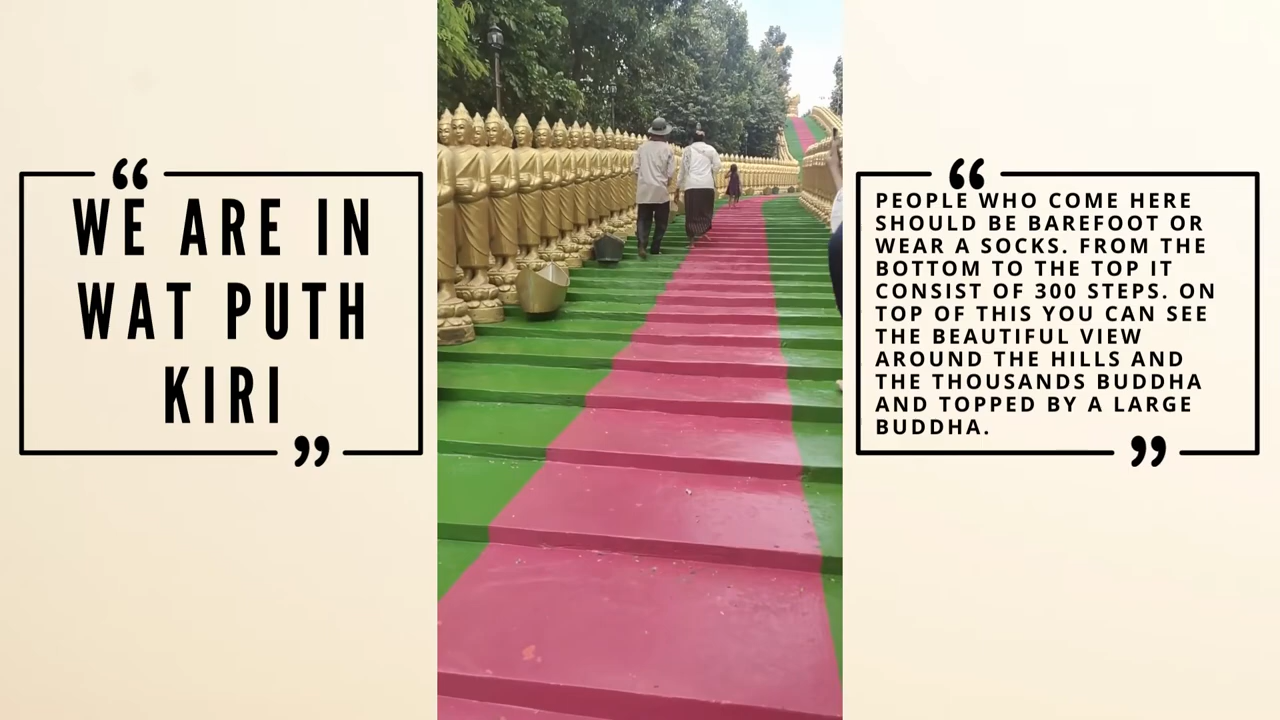 WE ARE IN
WAT PUTH
KIRI
PEOPLE WHO COME HERE
SHOULD BE BAREFOOT OR
WEAR A SOCKS. FROM THE
BOTTOM TO THE TOP IT
CONSIST OF 300 STEPS. ON
TOP OF THIS YOU CAN SEE
THE BEAUTIFUL VIEW
AROUND THE HILLS AND
THE THOUSANDS BUDDHA
AND TOPPED BY A LARGE
BUDDHA.